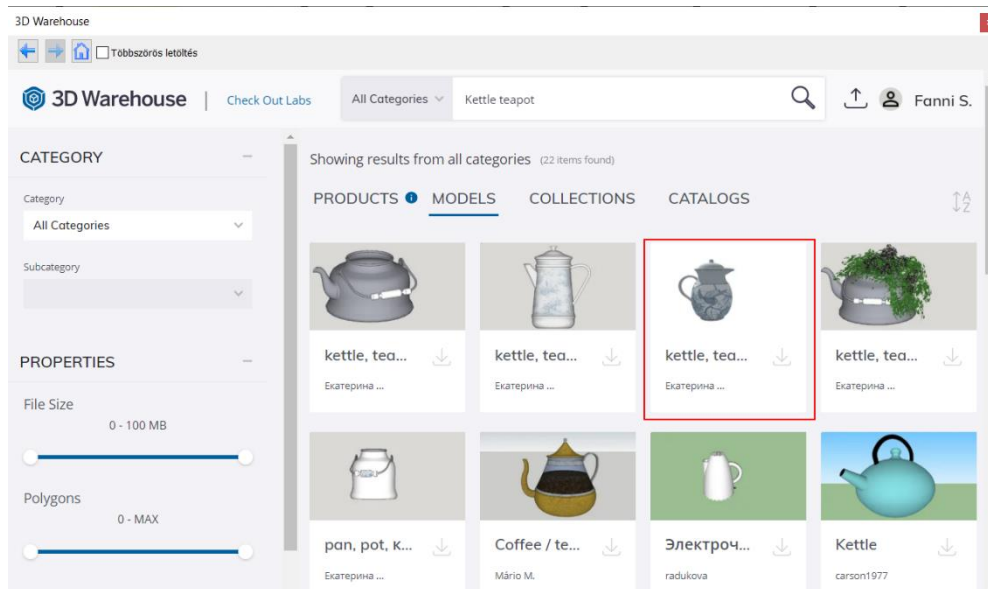 3D Warehouse
Többszörös letöltés
3D Warehouse | Check Out Labs All Categories Kettle teapot Fanni S.
CATEGORY
Category
All Categories
Subcategory
PROPERTIES
File Size
0 - 100 MB
Polygons
0 - MAX
Showing results from all categories (22 items found)
PRODUCTS MODELS COLLECTIONS CATALOGS
kettle, tea... kettle, tea... kettle, tea... kettle, tea...
Екатерина ... Екатерина ... Екатерина ... Екатерина ...
pan, pot, к... Coffee / te... Электроч... Kettle
Екатерина ... Mário M. radukova carson1977